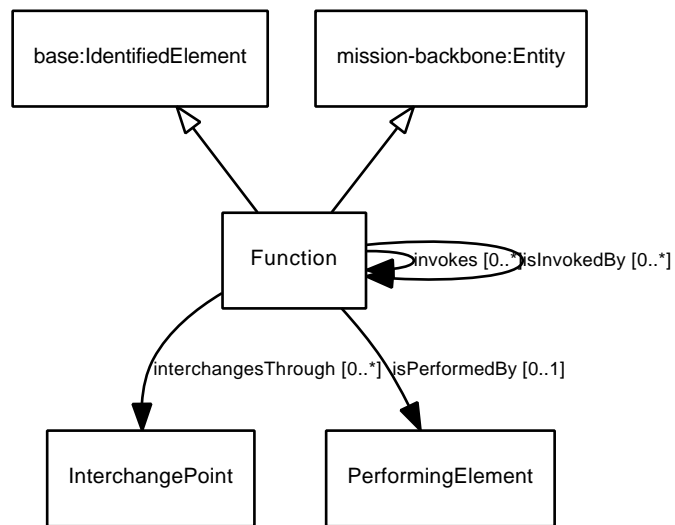 base:IdentifiedElement
mission-backbone:Entity
Function
invokes [0..*]
isInvokedBy [0..*]
interchangesThrough [0..*]
isPerformedBy [0..1]
InterchangePoint
PerformingElement